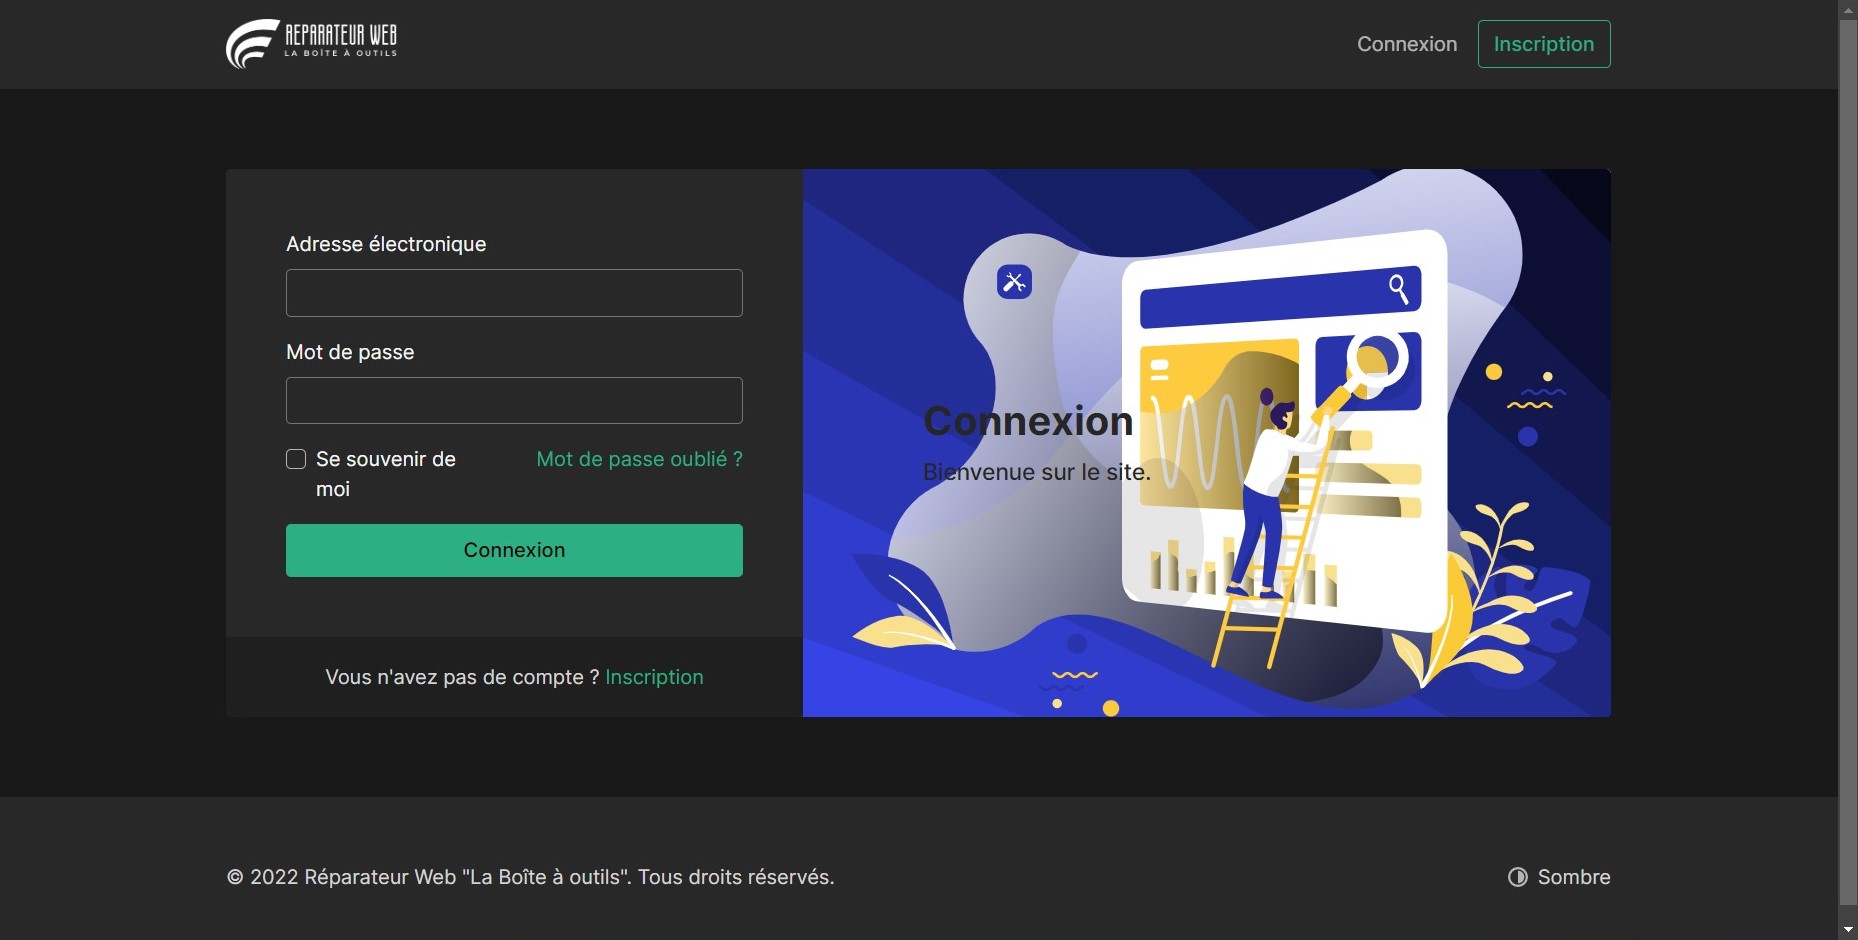 REPARATEUR WEB
LA BOÎTE À OUTILS
Connexion
Inscription
Adresse électronique
Mot de passe
Se souvenir de
moi
Mot de passe oublié ?
Connexion
Vous n'avez pas de compte ? Inscription
Connexion
Bienvenue sur le site.
© 2022 Réparateur Web "La Boîte à outils". Tous droits réservés.
Sombre